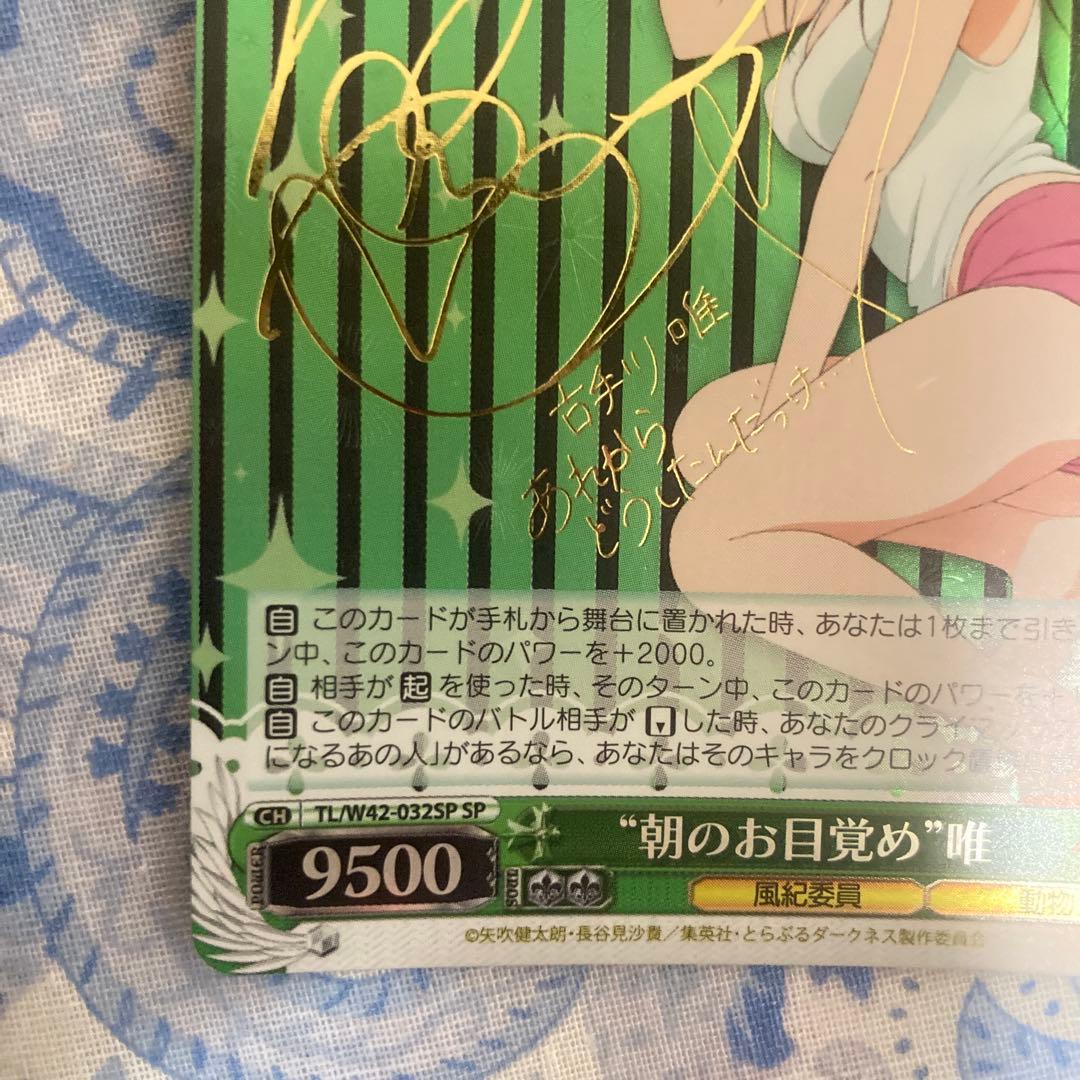 古手川 唯
あれから
どうしたんだっけ…
自 このカードが手札から舞台に置かれた時、あなたは1枚まで引き
ン中、このカードのパワーを+2000。
自 相手が 起 を使った時、そのターン中、このカードのパワーを+
自 このカードのバトル相手が した時、あなたのクライ
になるあの人」があるなら、あなたはそのキャラをクロック置
CH TL/W42-032SP SP
“朝のお目覚め”唯
POWER 9500 SOUL
風紀委員 動物
©矢吹健太朗・長谷見沙貴/集英社・とらぶるダークネス製作委員会